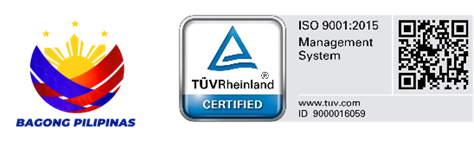 BAGONG PILIPINAS
TÜVRheinland®
CERTIFIED
ISO 9001:2015
Management
System
www.tuv.com
ID 9000016059